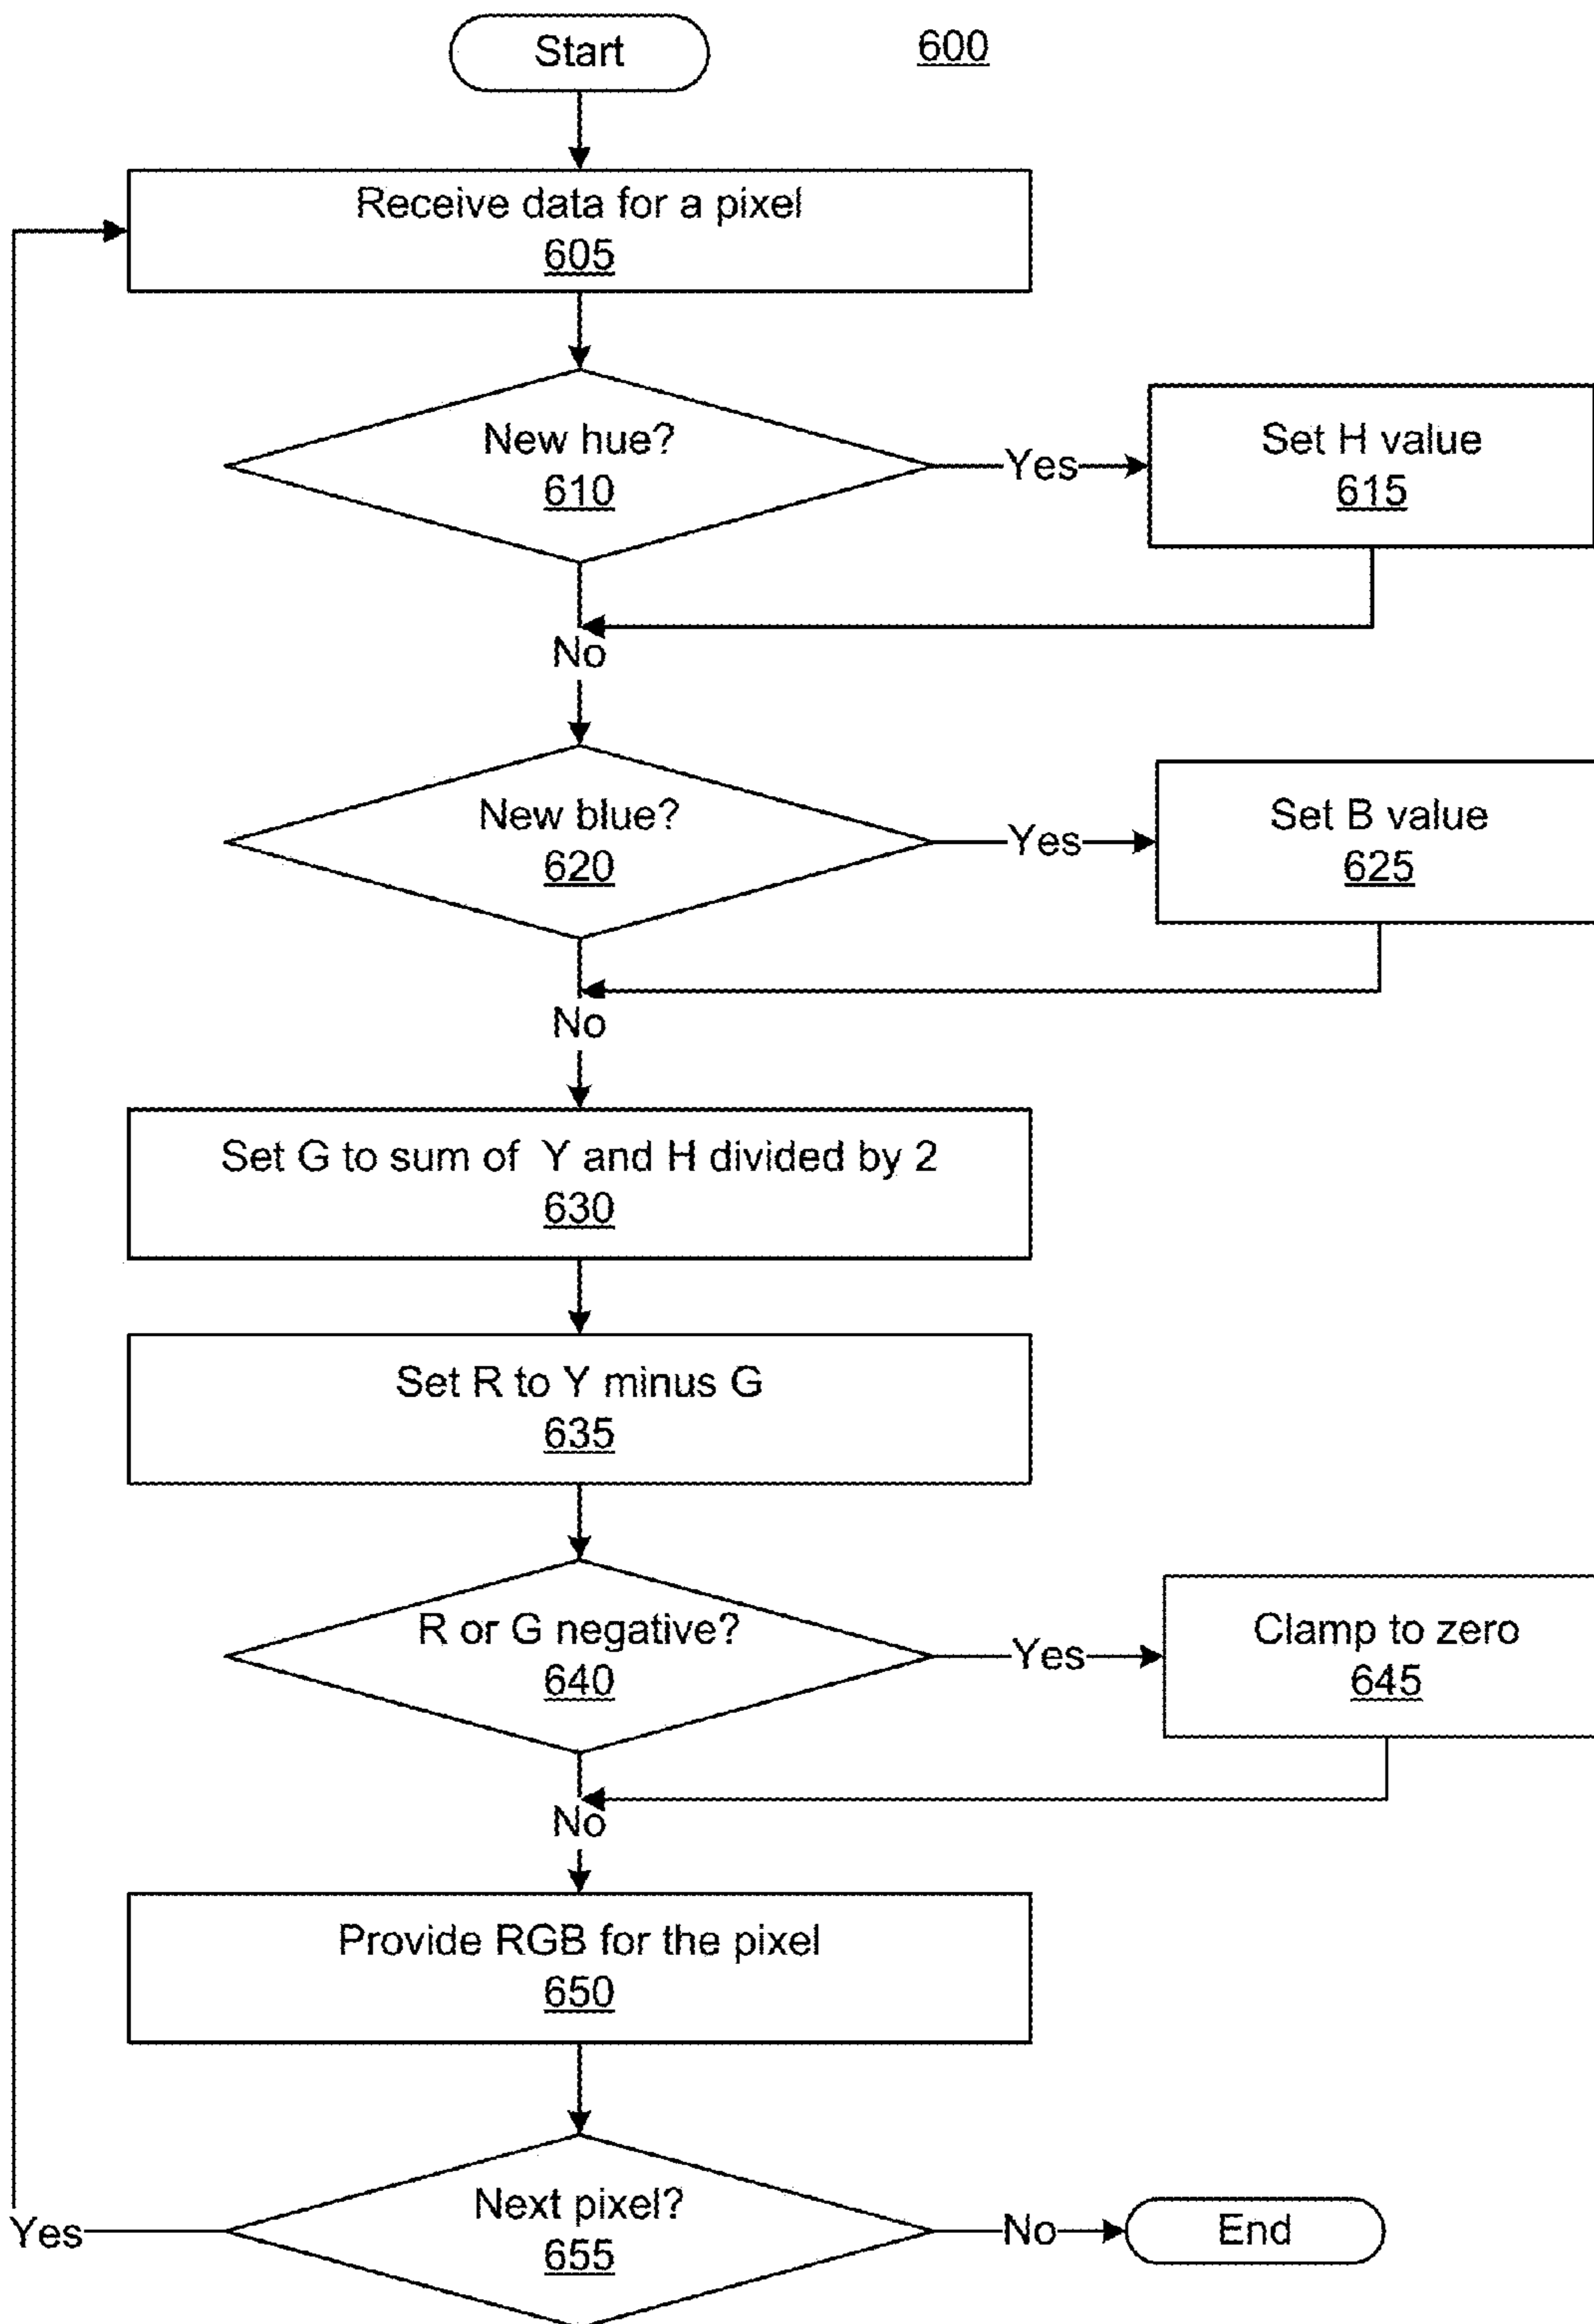 Start
600
Receive data for a pixel
605
New hue?
610
Yes
Set H value
615
No
New blue?
620
Yes
Set B value
625
No
Set G to sum of Y and H divided by 2
630
Set R to Y minus G
635
R or G negative?
640
Yes
Clamp to zero
645
No
Provide RGB for the pixel
650
Next pixel?
655
Yes
No
End